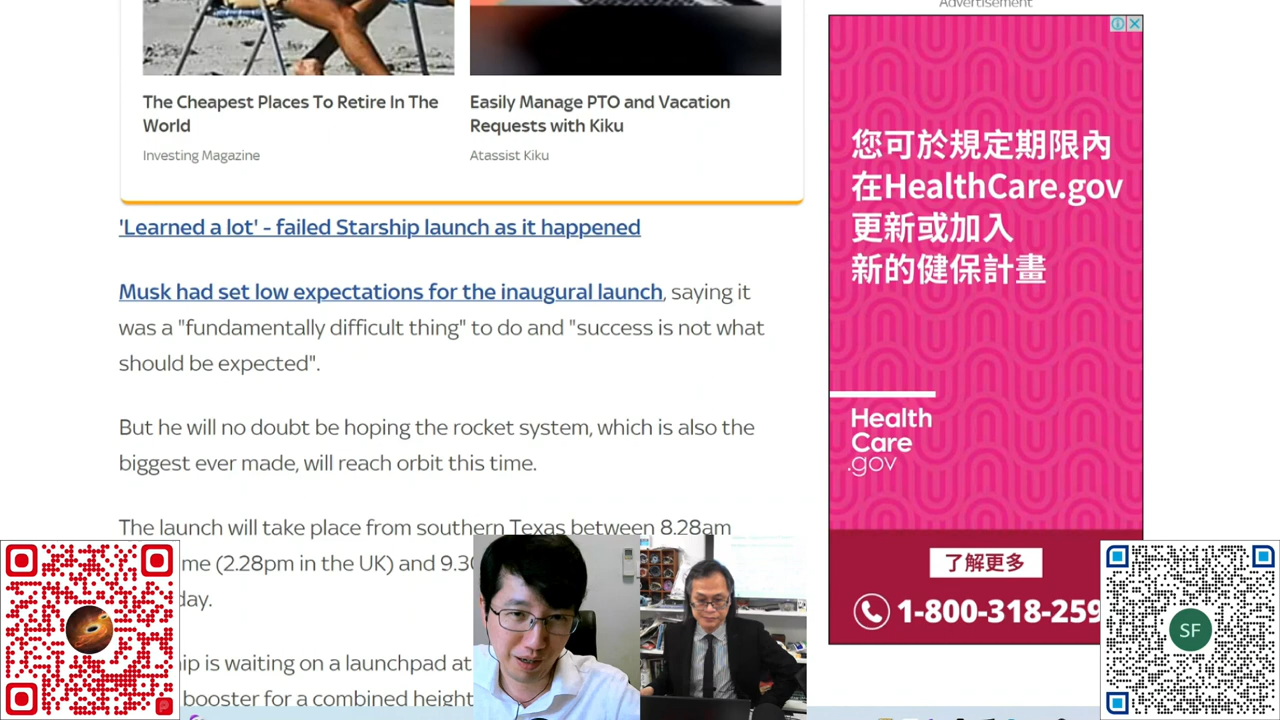 Advertisement
The Cheapest Places To Retire In The
World
Investing Magazine
Easily Manage PTO and Vacation
Requests with Kiku
Atassist Kiku
'Learned a lot' - failed Starship launch as it happened
Musk had set low expectations for the inaugural launch, saying it
was a "fundamentally difficult thing" to do and "success is not what
should be expected".
But he will no doubt be hoping the rocket system, which is also the
biggest ever made, will reach orbit this time.
The launch will take place from southern Texas between 8.28am
me (2.28pm in the UK) and 9.30
day.
ip is waiting on a launchpad at
booster for a combined height
您可於規定期限內
在HealthCare.gov
更新或加入
新的健保計畫
Health
Care
.gov
了解更多
1-800-318-259
SF